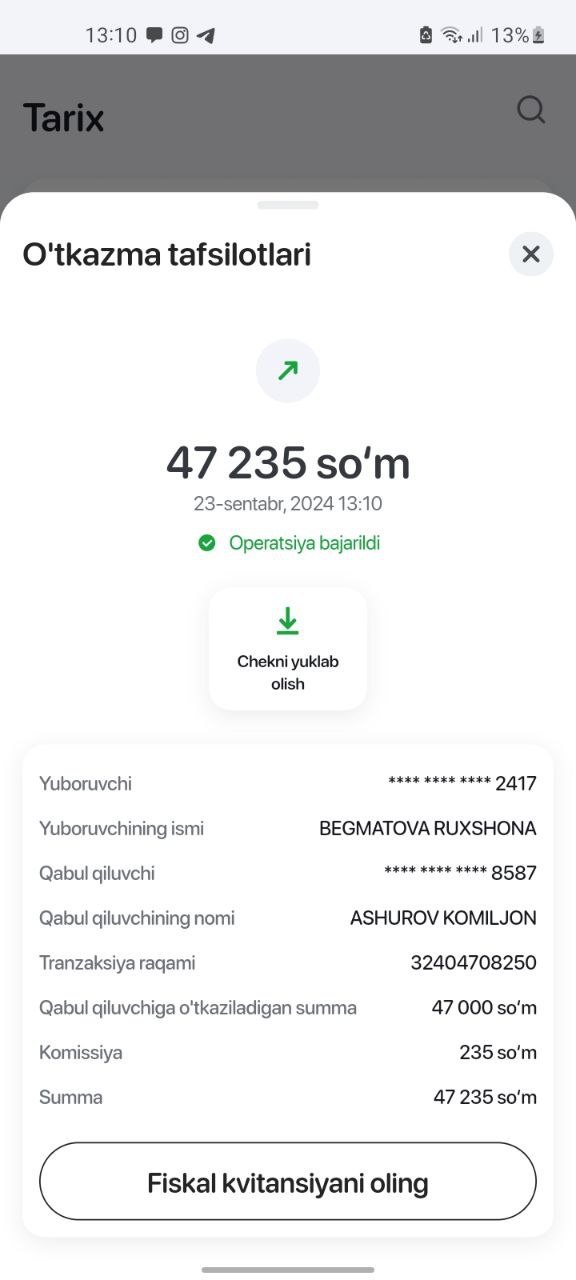 13:10
13%
Tarix
O'tkazma tafsilotlari
47 235 so‘m
23-sentabr, 2024 13:10
Operatsiya bajarildi
Chekni yuklab
olish
Yuboruvchi **** **** **** 2417
Yuboruvchining ismi BEGMATOVA RUXSHONA
Qabul qiluvchi **** **** **** 8587
Qabul qiluvchining nomi ASHUROV KOMILJON
Tranzaksiya raqami 32404708250
Qabul qiluvchiga o'tkaziladigan summa 47 000 so‘m
Komissiya 235 so‘m
Summa 47 235 so‘m
Fiskal kvitansiyani oling